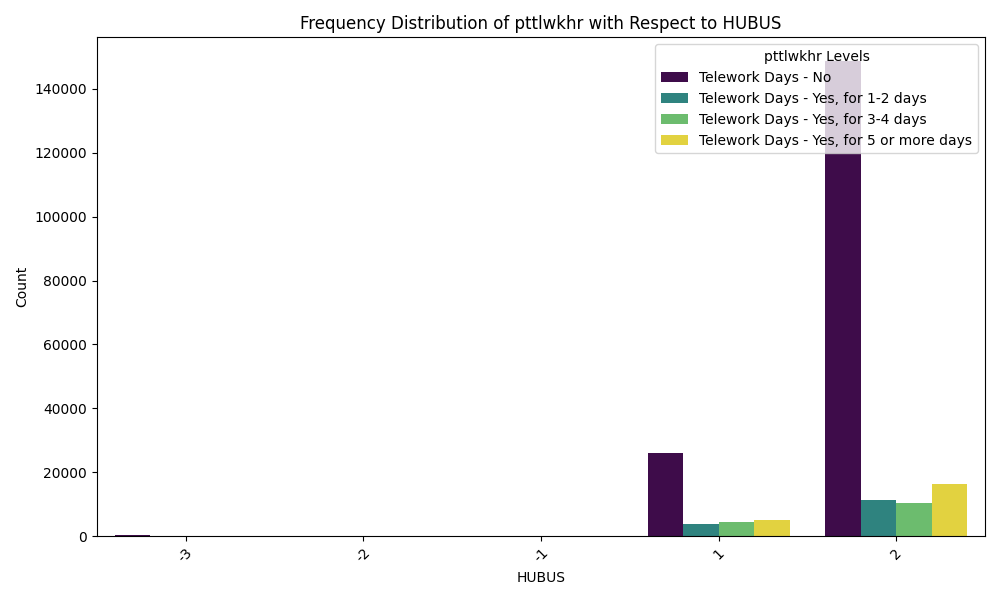 Frequency Distribution of pttlwkhr with Respect to HUBUS
pttlwkhr Levels
Telework Days - No
Telework Days - Yes, for 1-2 days
Telework Days - Yes, for 3-4 days
Telework Days - Yes, for 5 or more days
140000
120000
100000
80000
60000
40000
20000
0
Count
-3
-2
-1
1
2
HUBUS